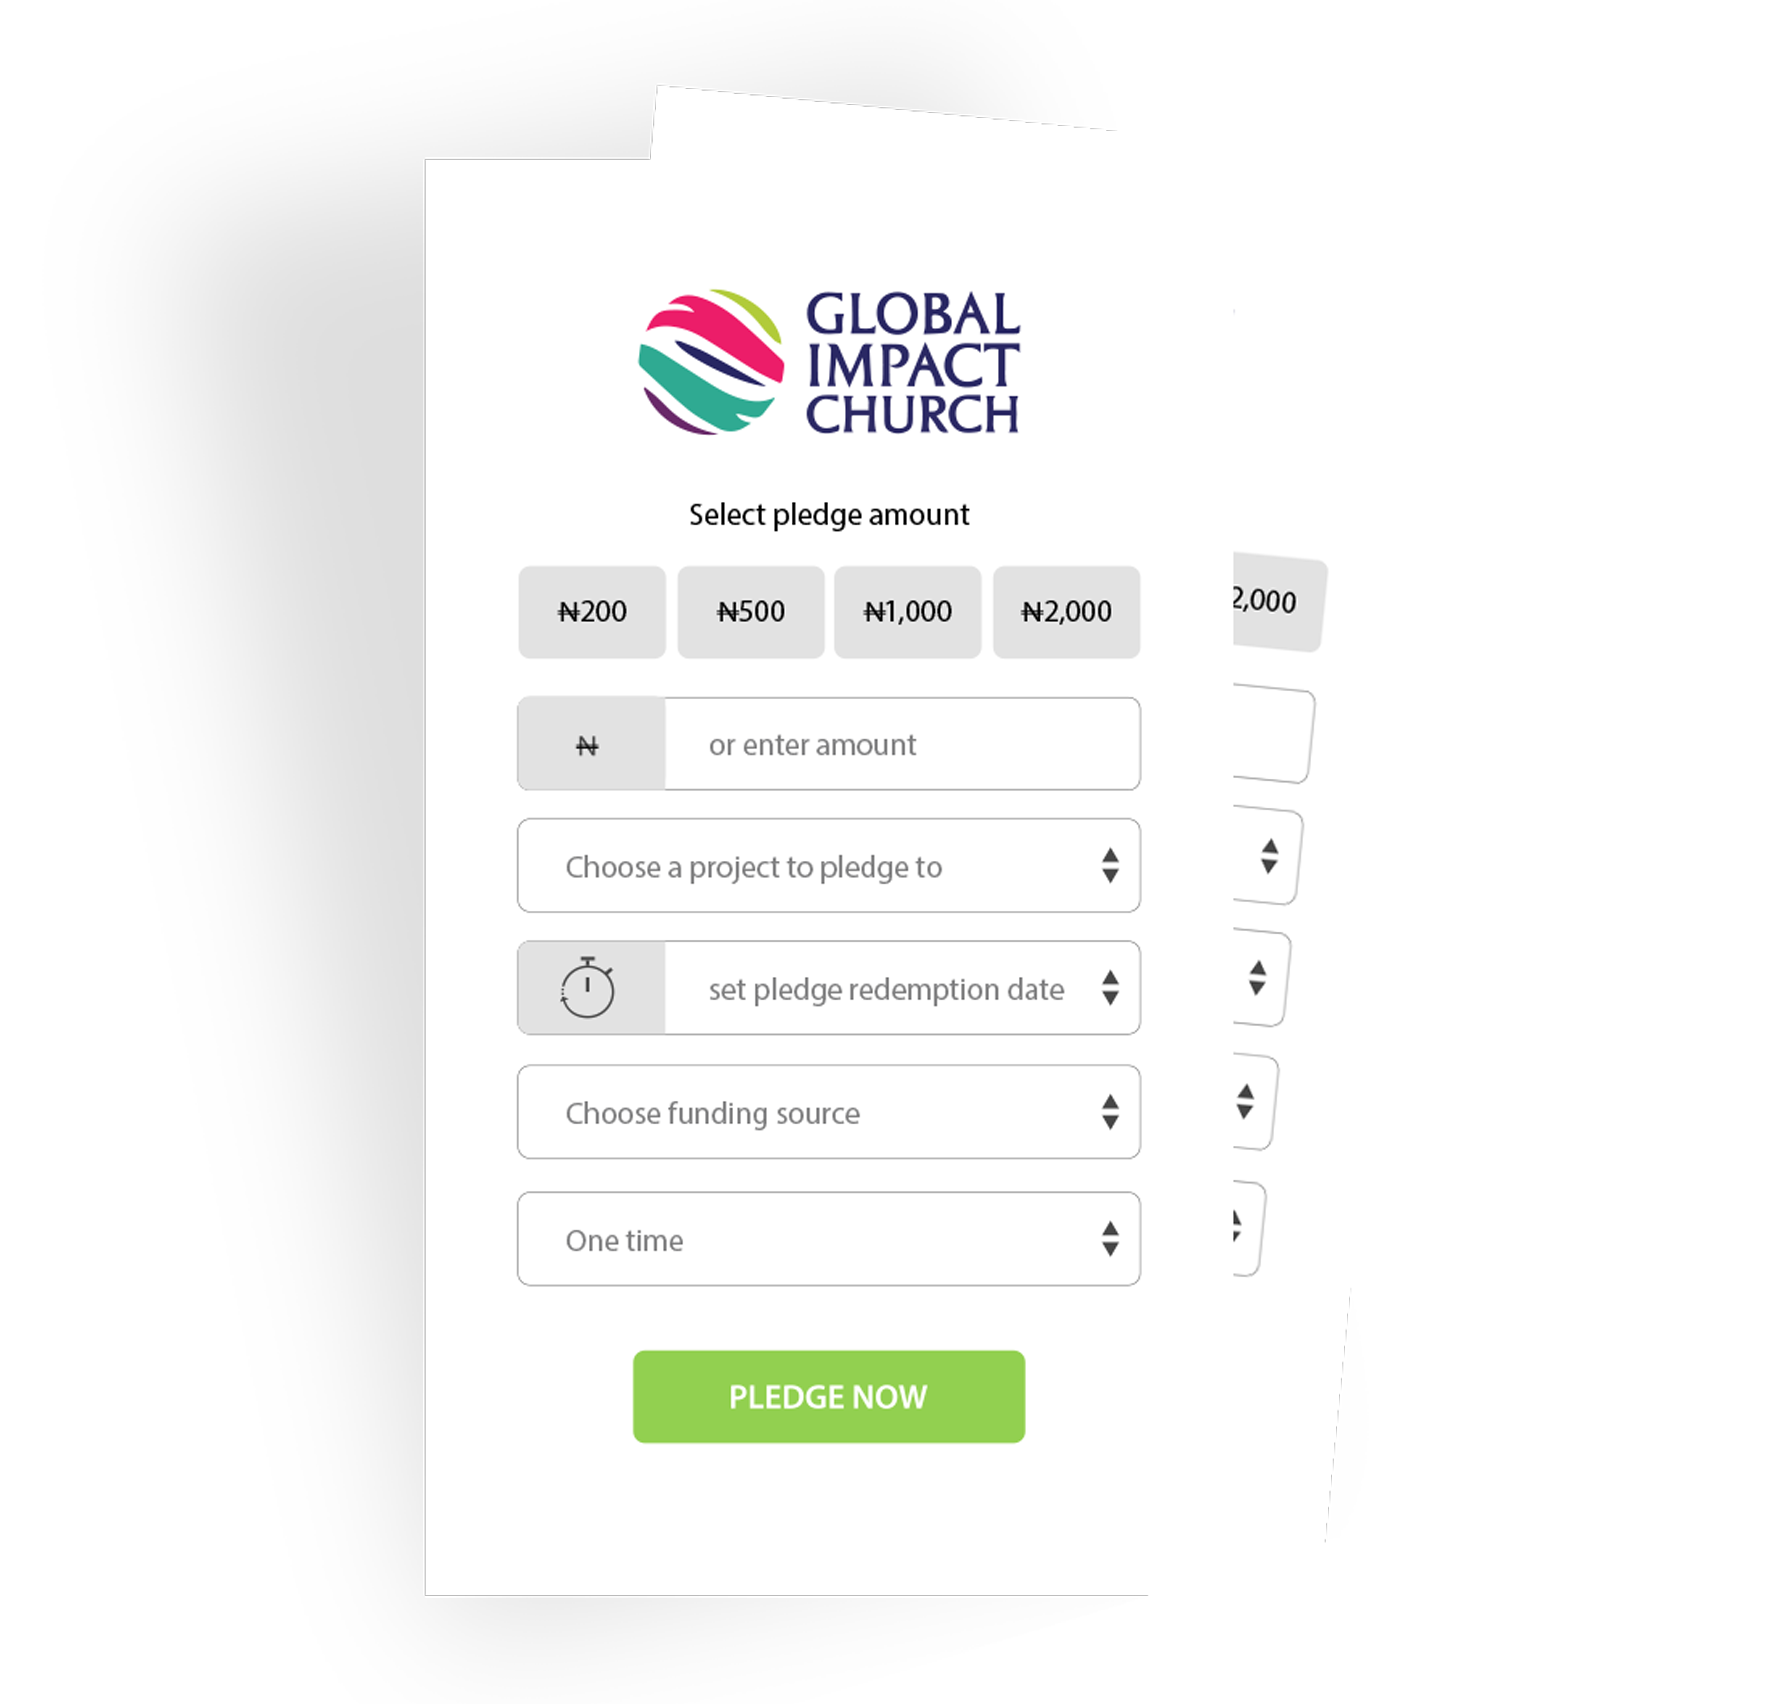 GLOBAL
IMPACT
CHURCH
Select pledge amount
₦200 ₦500 ₦1,000 ₦2,000
2,000
₦ or enter amount
Choose a project to pledge to
set pledge redemption date
Choose funding source
One time
PLEDGE NOW